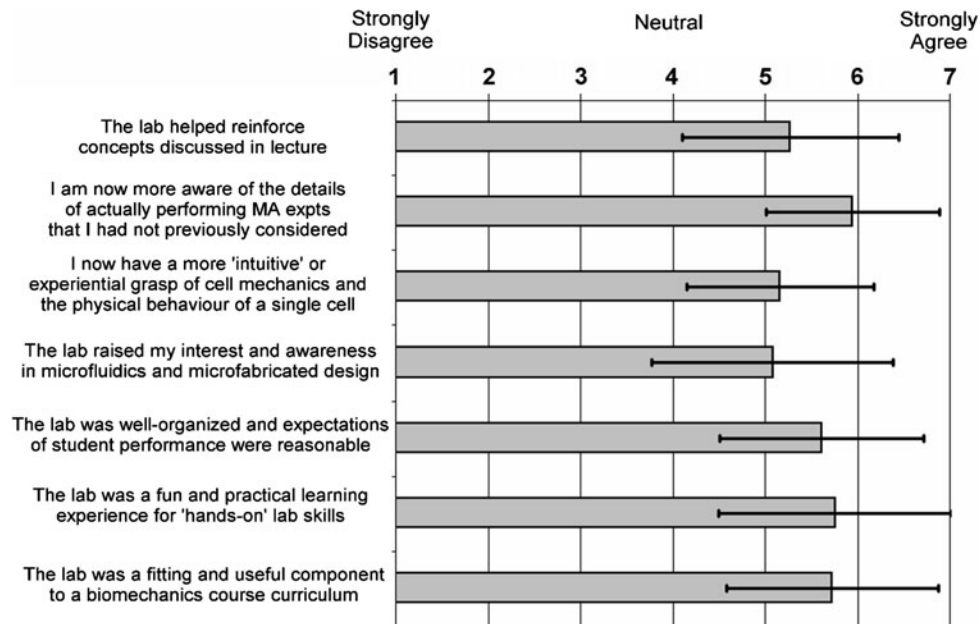 Strongly
Disagree
Neutral
Strongly
Agree
1 2 3 4 5 6 7
The lab helped reinforce
concepts discussed in lecture
I am now more aware of the details
of actually performing MA expts
that I had not previously considered
I now have a more 'intuitive' or
experiential grasp of cell mechanics and
the physical behaviour of a single cell
The lab raised my interest and awareness
in microfluidics and microfabricated design
The lab was well-organized and expectations
of student performance were reasonable
The lab was a fun and practical learning
experience for 'hands-on' lab skills
The lab was a fitting and useful component
to a biomechanics course curriculum